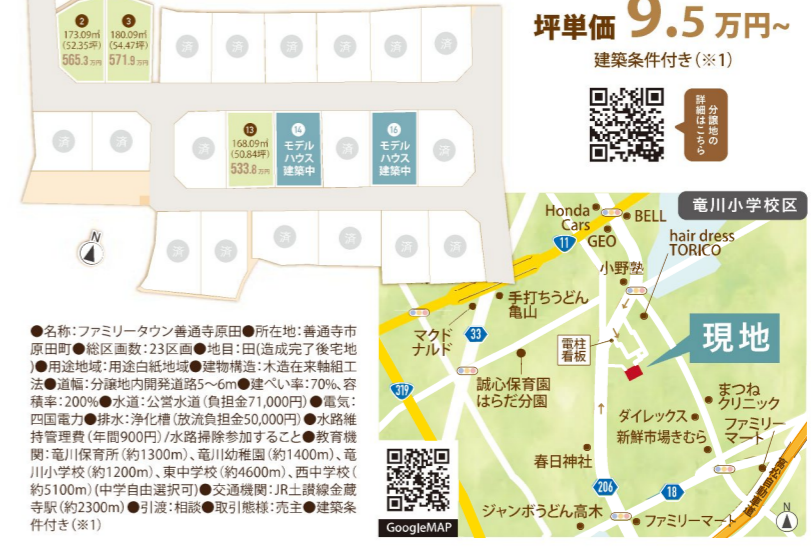 坪単価 9.5 万円~
建築条件付き(※1)
分譲地の
詳細はこちら
2
173.09㎡
(52.35坪)
565.3万円
3
180.09㎡
(54.47坪)
571.9万円
済 済 済 済 済 済
済 済 済
13
168.09㎡
(50.84坪)
533.8万円
14
モデル
ハウス
建築中
済
16
モデル
ハウス
建築中
済
済 済 済 済 済 済
N
●名称:ファミリータウン善通寺原田●所在地:善通寺市
原田町●総区画数:23区画●地目:田(造成完了後宅地
)●用途地域:用途白紙地域●建物構造:木造在来軸組工
法●道幅:分譲地内開発道路5~6m●建ぺい率:70%、容
積率:200%●水道:公営水道(負担金71,000円)●電気:
四国電力●排水:浄化槽(放流負担金50,000円)●水路維
持管理費(年間900円)/水路掃除参加すること●教育機
関:竜川保育所(約1300m)、竜川幼稚園(約1400m)、竜
川小学校(約1200m)、東中学校(約4600m)、西中学校(
約5100m)(中学自由選択可)●交通機関:JR土讃線金蔵
寺駅(約2300m)●引渡:相談●取引態様:売主●建築条
件付き(※1)
竜川小学校区
Honda
Cars
BELL
GEO
11
hair dress
TORICO
小野塾
手打ちうどん
亀山
マクド
ナルド
33
電柱
看板
現地
319
誠心保育園
はらだ分園
まつね
クリニック
ダイレックス
新鮮市場きむら
ファミリー
マート
春日神社
206
18
高松自動車道
ジャンボうどん高木
ファミリーマート
N
GoogleMAP